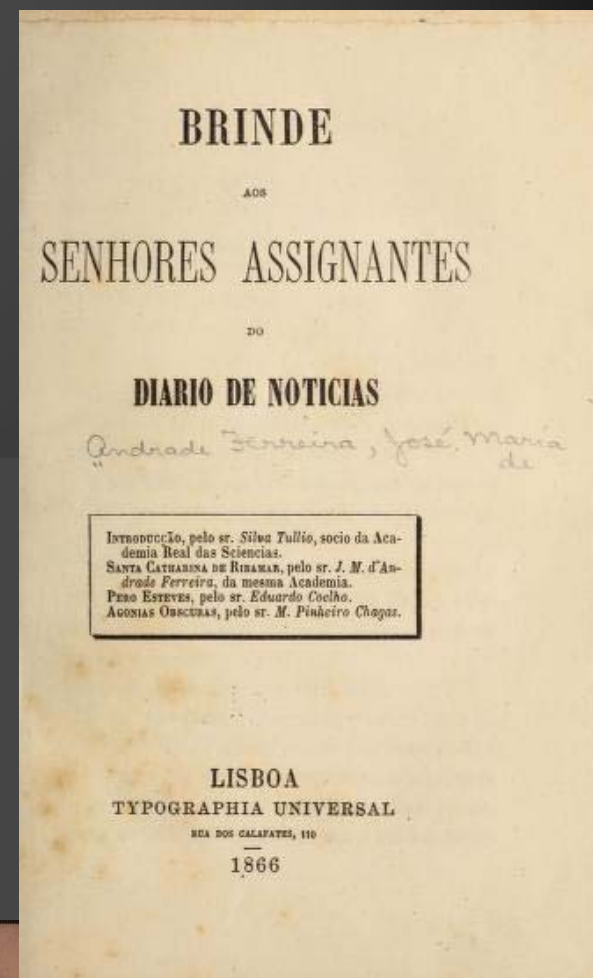 BRINDE
AOS
SENHORES ASSIGNANTES
DO
DIARIO DE NOTICIAS
Andrade Ferreira, José Maria
de
INTRODUCÇÃO, pelo sr. Silva Tullio, socio da Aca-
demia Real das Sciencias.
SANTA CATHARINA DE RIBAMAR, pelo sr. J. M. d'An-
drade Ferreira, da mesma Academia.
PERO ESTEVES, pelo sr. Eduardo Coelho.
AGONIAS OBSCURAS, pelo sr. M. Pinheiro Chagas.
LISBOA
TYPOGRAPHIA UNIVERSAL
RUA DOS CALAFATES, 110
1866